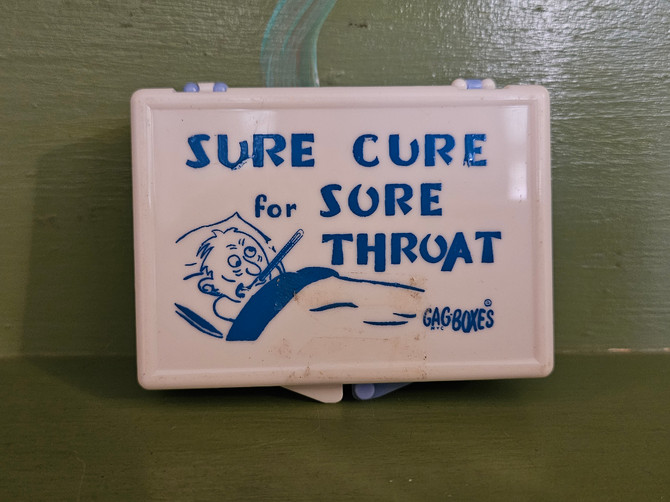 SURE CURE
for SORE
THROAT
GAG-BOXES ®
N.Y.C.